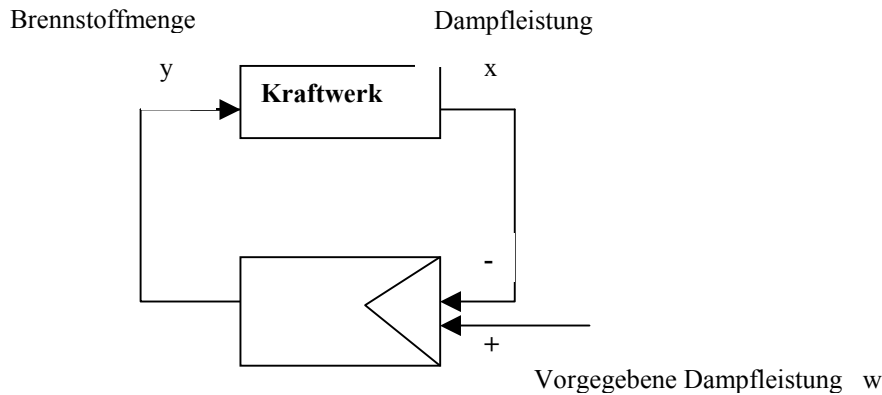 Brennstoffmenge Dampfleistung
y x
Kraftwerk
-
+
Vorgegebene Dampfleistung w